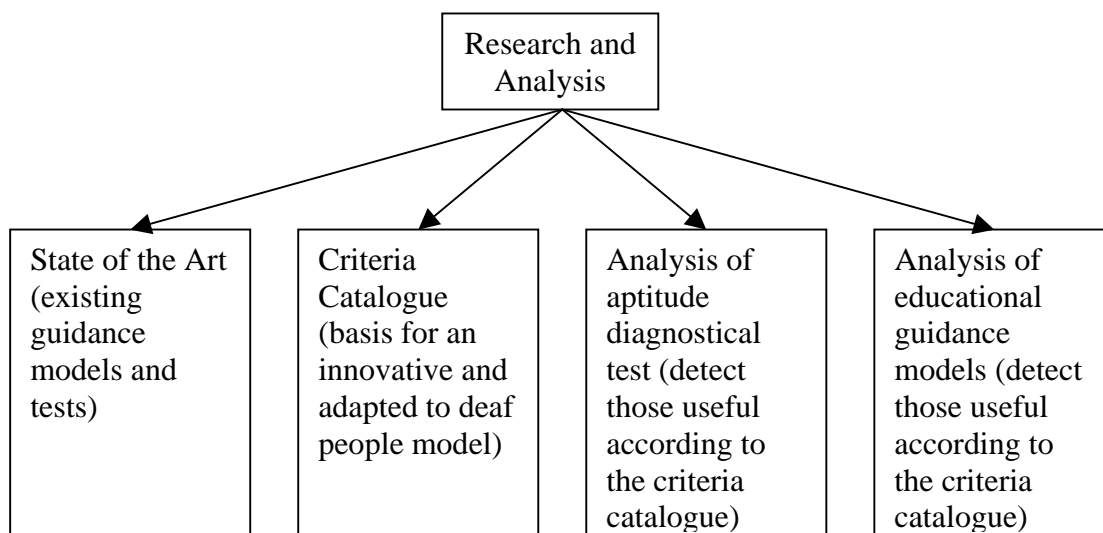 Research and
Analysis
State of the Art
(existing
guidance
models and
tests)
Criteria
Catalogue
(basis for an
innovative and
adapted to deaf
people model)
Analysis of
aptitude
diagnostical
test (detect
those useful
according to
the criteria
catalogue)
Analysis of
educational
guidance
models (detect
those useful
according to
the criteria
catalogue)